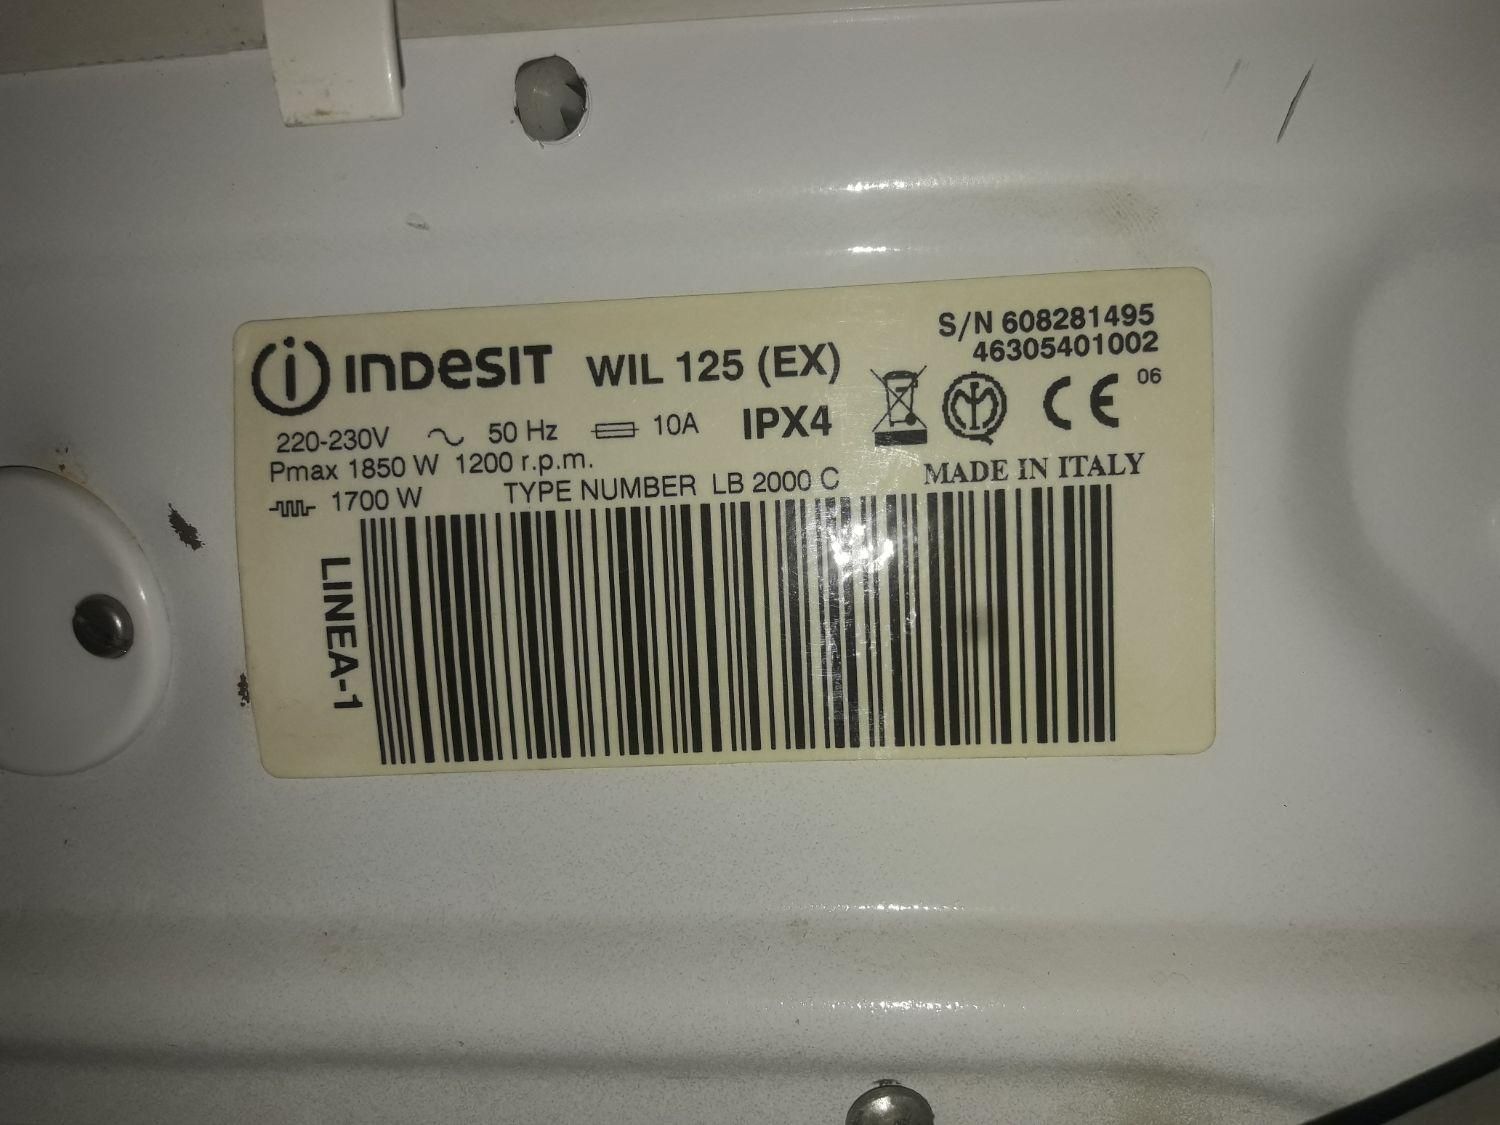 S/N 608281495
46305401002
INDESIT WIL 125 (EX)
06
220-230V 50 Hz 10A IPX4 CE
Pmax 1850 W 1200 r.p.m.
1700 W TYPE NUMBER LB 2000 C MADE IN ITALY
LINEA-1